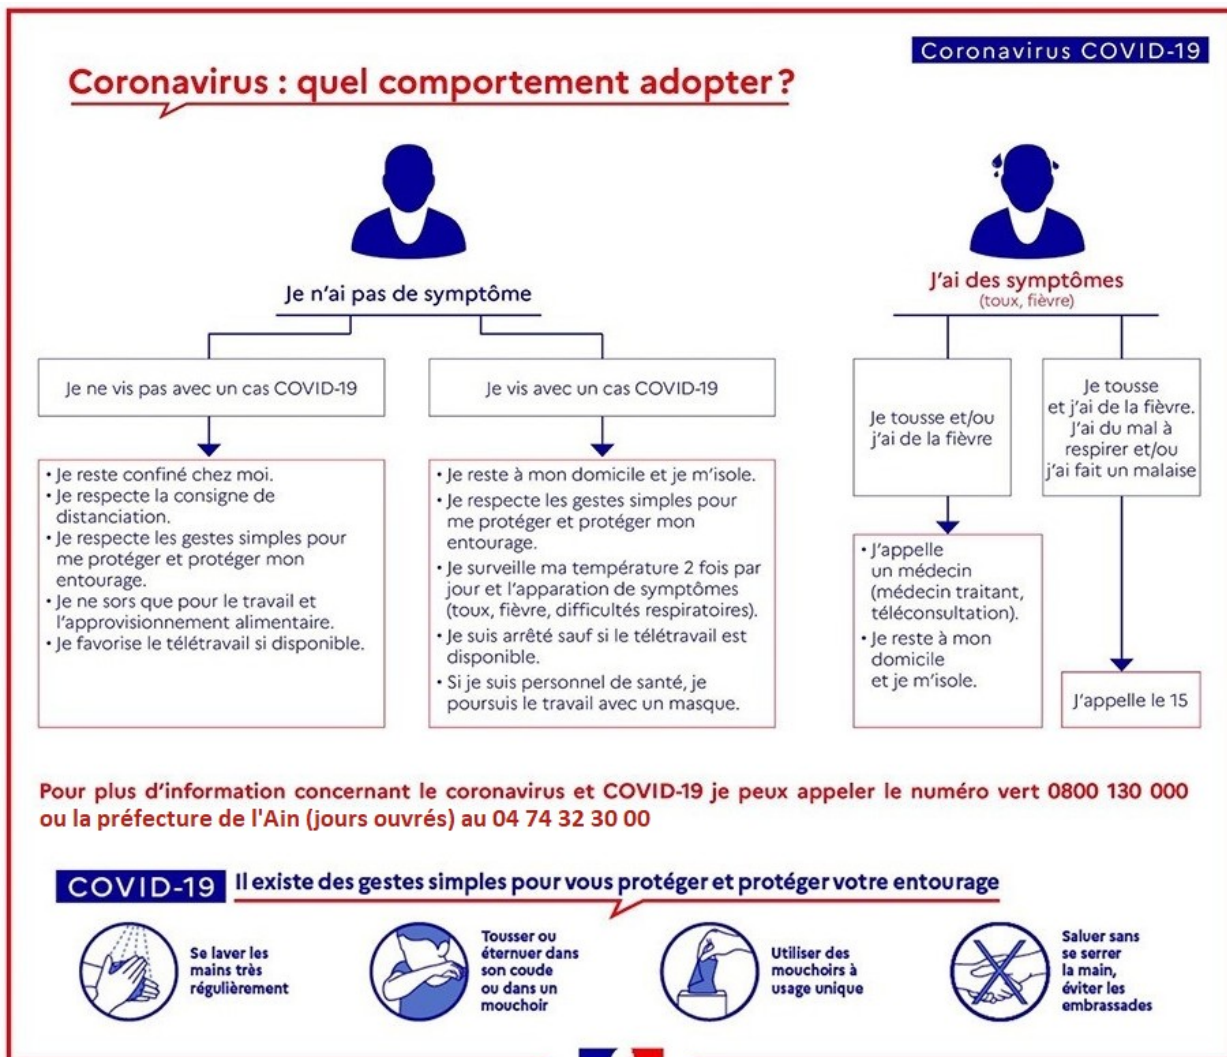 Coronavirus COVID-19
Coronavirus : quel comportement adopter ?
Je n'ai pas de symptôme
Je ne vis pas avec un cas COVID-19
• Je reste confiné chez moi.
• Je respecte la consigne de
distanciation.
• Je respecte les gestes simples pour
me protéger et protéger mon
entourage.
• Je ne sors que pour le travail et
l'approvisionnement alimentaire.
• Je favorise le télétravail si disponible.
Je vis avec un cas COVID-19
• Je reste à mon domicile et je m'isole.
• Je respecte les gestes simples pour
me protéger et protéger mon
entourage.
• Je surveille ma température 2 fois par
jour et l'apparation de symptômes
(toux, fièvre, difficultés respiratoires).
• Je suis arrêté sauf si le télétravail est
disponible.
• Si je suis personnel de santé, je
poursuis le travail avec un masque.
J'ai des symptômes
(toux, fièvre)
Je tousse et/ou
j'ai de la fièvre
• J'appelle
un médecin
(médecin traitant,
téléconsultation).
• Je reste à mon
domicile
et je m'isole.
Je tousse
et j'ai de la fièvre.
J'ai du mal à
respirer et/ou
j'ai fait un malaise
J'appelle le 15
Pour plus d'information concernant le coronavirus et COVID-19 je peux appeler le numéro vert 0800 130 000
ou la préfecture de l'Ain (jours ouvrés) au 04 74 32 30 00
COVID-19 Il existe des gestes simples pour vous protéger et protéger votre entourage
Se laver les
mains très
régulièrement
Tousser ou
éternuer dans
son coude
ou dans un
mouchoir
Utiliser des
mouchoirs à
usage unique
Saluer sans
se serrer
la main,
éviter les
embrassades